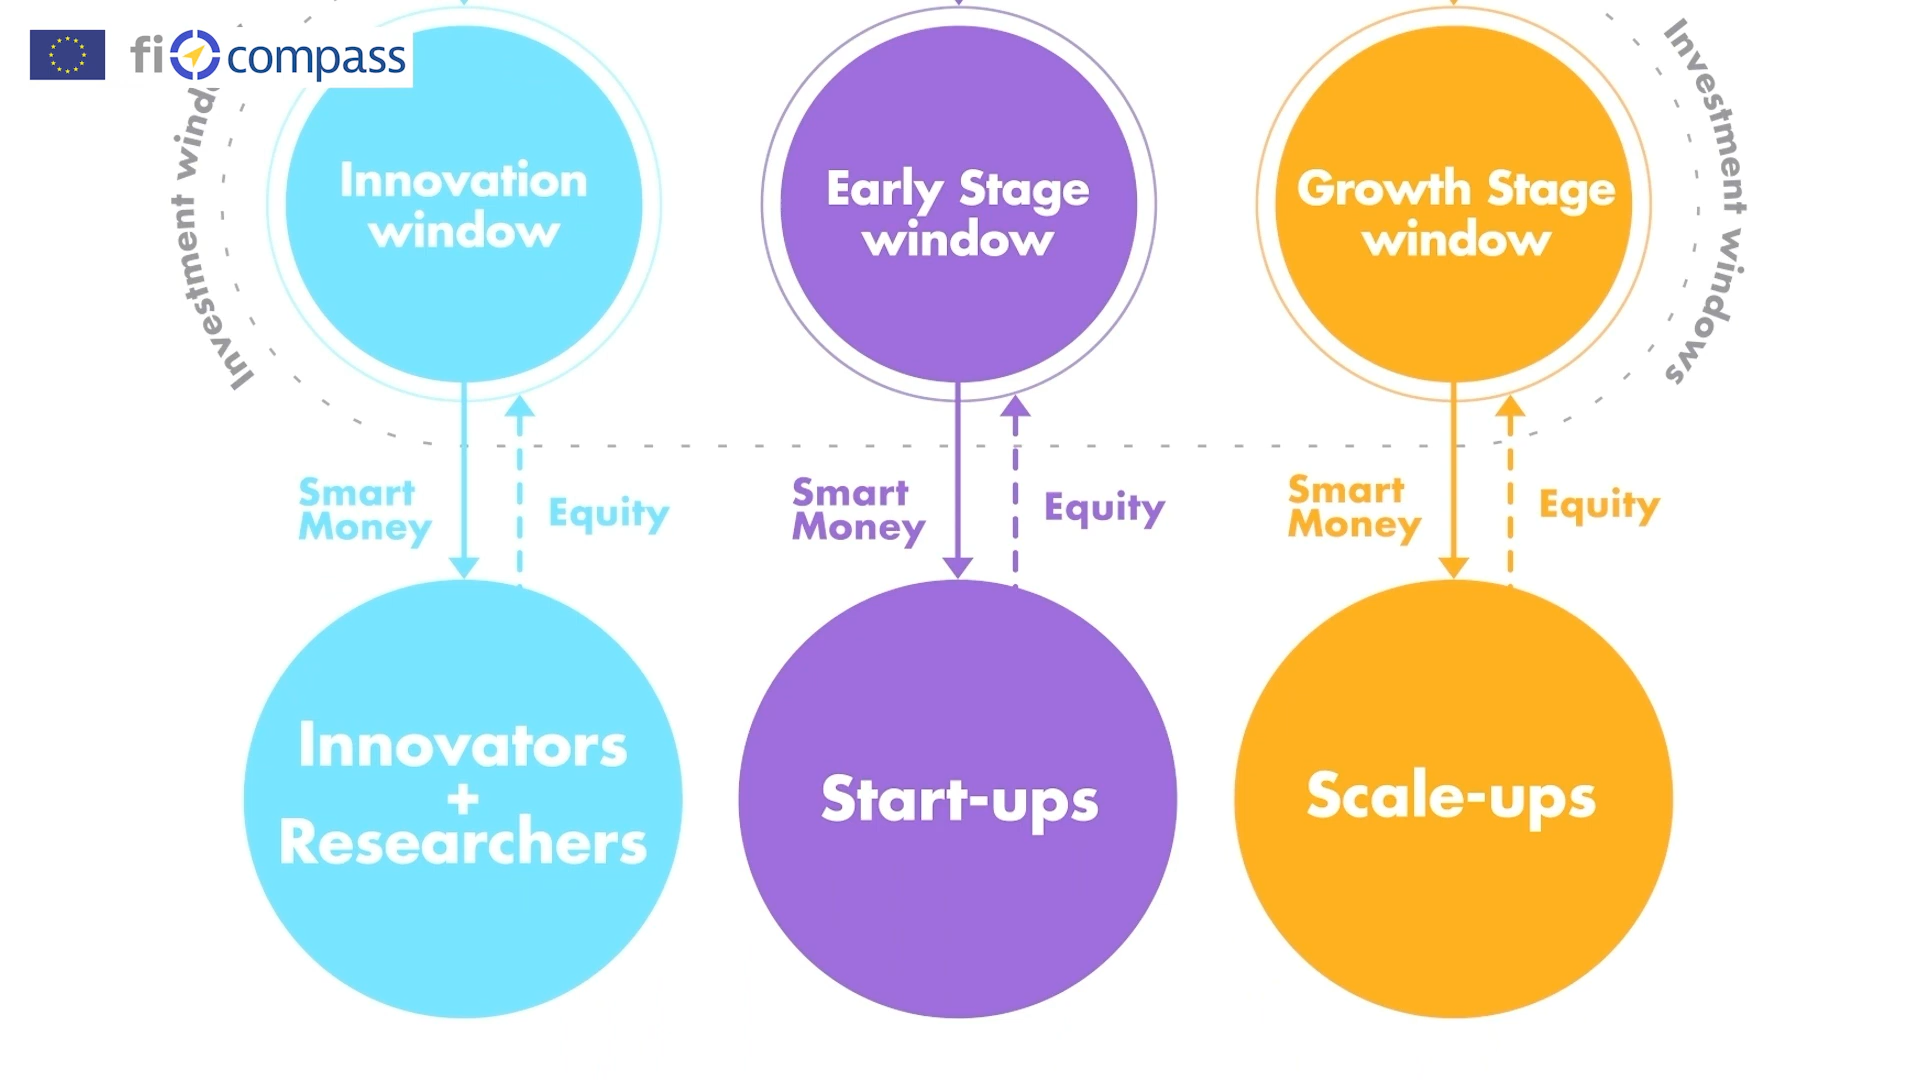 fi compass
Investment wind
Investment windows
Innovation
window
Early Stage
window
Growth Stage
window
Smart
Money
Equity
Smart
Money
Equity
Smart
Money
Equity
Innovators
+
Researchers
Start-ups
Scale-ups